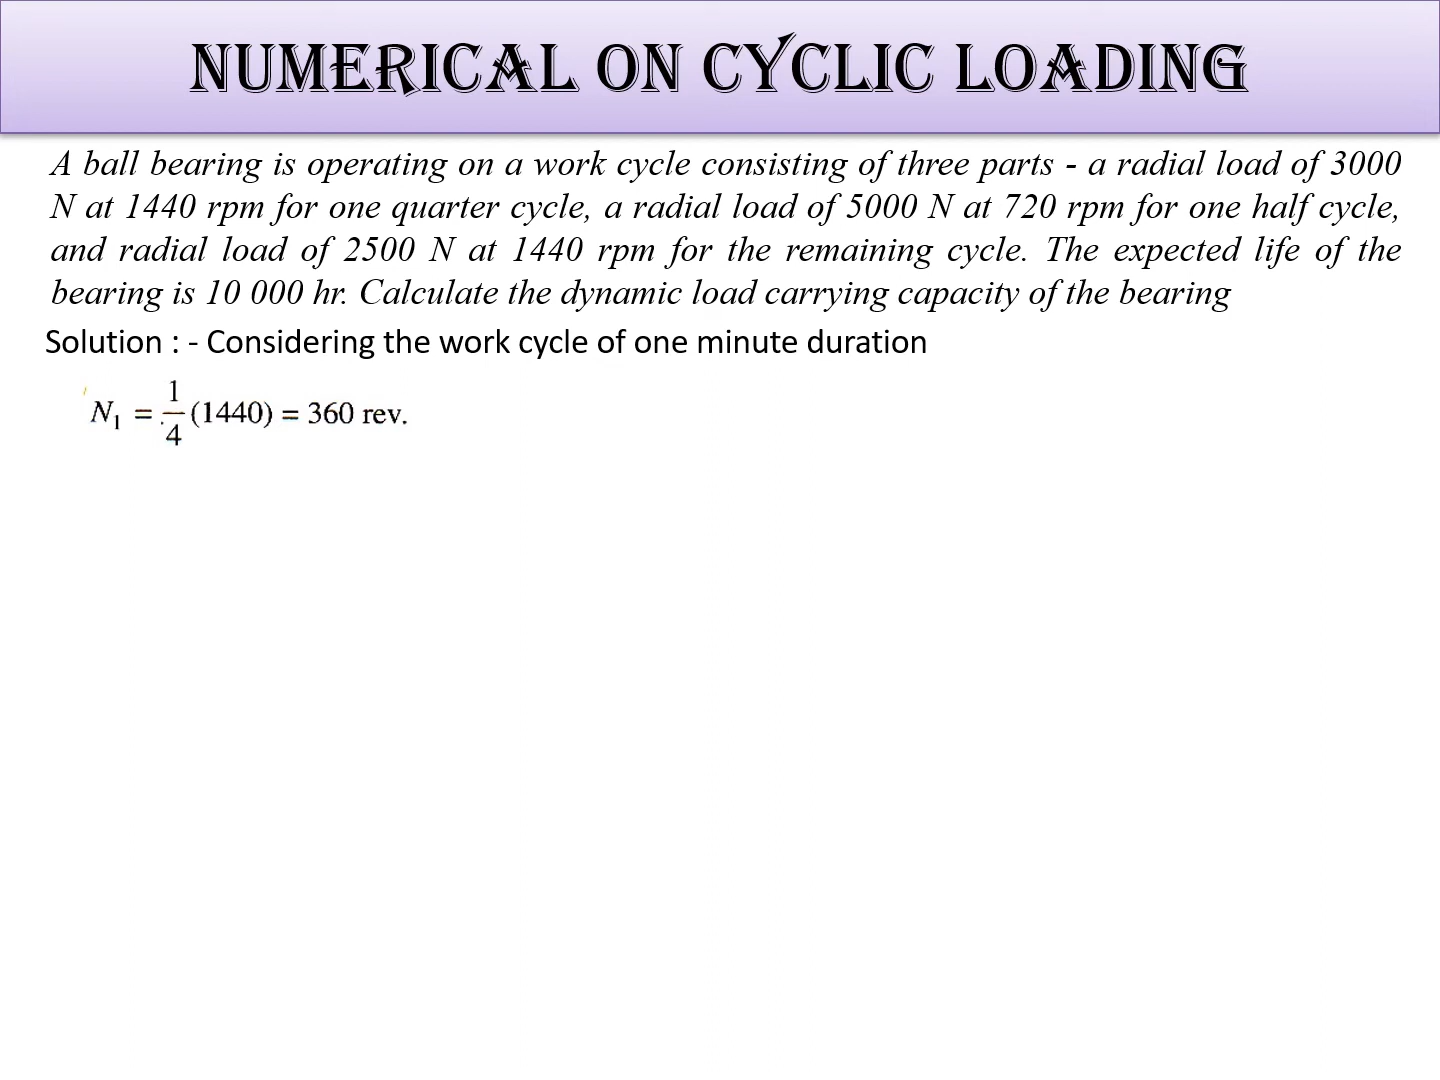 NUMERICAL ON CYCLIC LOADING
A ball bearing is operating on a work cycle consisting of three parts - a radial load of 3000
N at 1440 rpm for one quarter cycle, a radial load of 5000 N at 720 rpm for one half cycle,
and radial load of 2500 N at 1440 rpm for the remaining cycle. The expected life of the
bearing is 10 000 hr. Calculate the dynamic load carrying capacity of the bearing
Solution : - Considering the work cycle of one minute duration
N₁ = 1/4 (1440) = 360 rev.